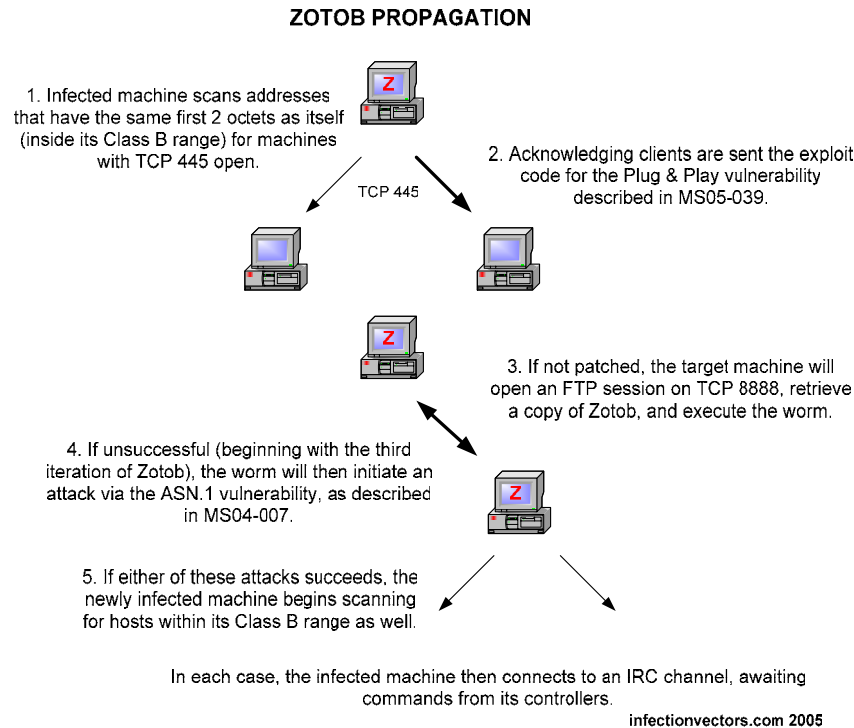 ZOTOB PROPAGATION
Z
1. Infected machine scans addresses
that have the same first 2 octets as itself
(inside its Class B range) for machines
with TCP 445 open.
2. Acknowledging clients are sent the exploit
code for the Plug & Play vulnerability
described in MS05-039.
TCP 445
Z
3. If not patched, the target machine will
open an FTP session on TCP 8888, retrieve
a copy of Zotob, and execute the worm.
4. If unsuccessful (beginning with the third
iteration of Zotob), the worm will then initiate an
attack via the ASN.1 vulnerability, as described
in MS04-007.
Z
5. If either of these attacks succeeds, the
newly infected machine begins scanning
for hosts within its Class B range as well.
In each case, the infected machine then connects to an IRC channel, awaiting
commands from its controllers.
infectionvectors.com 2005